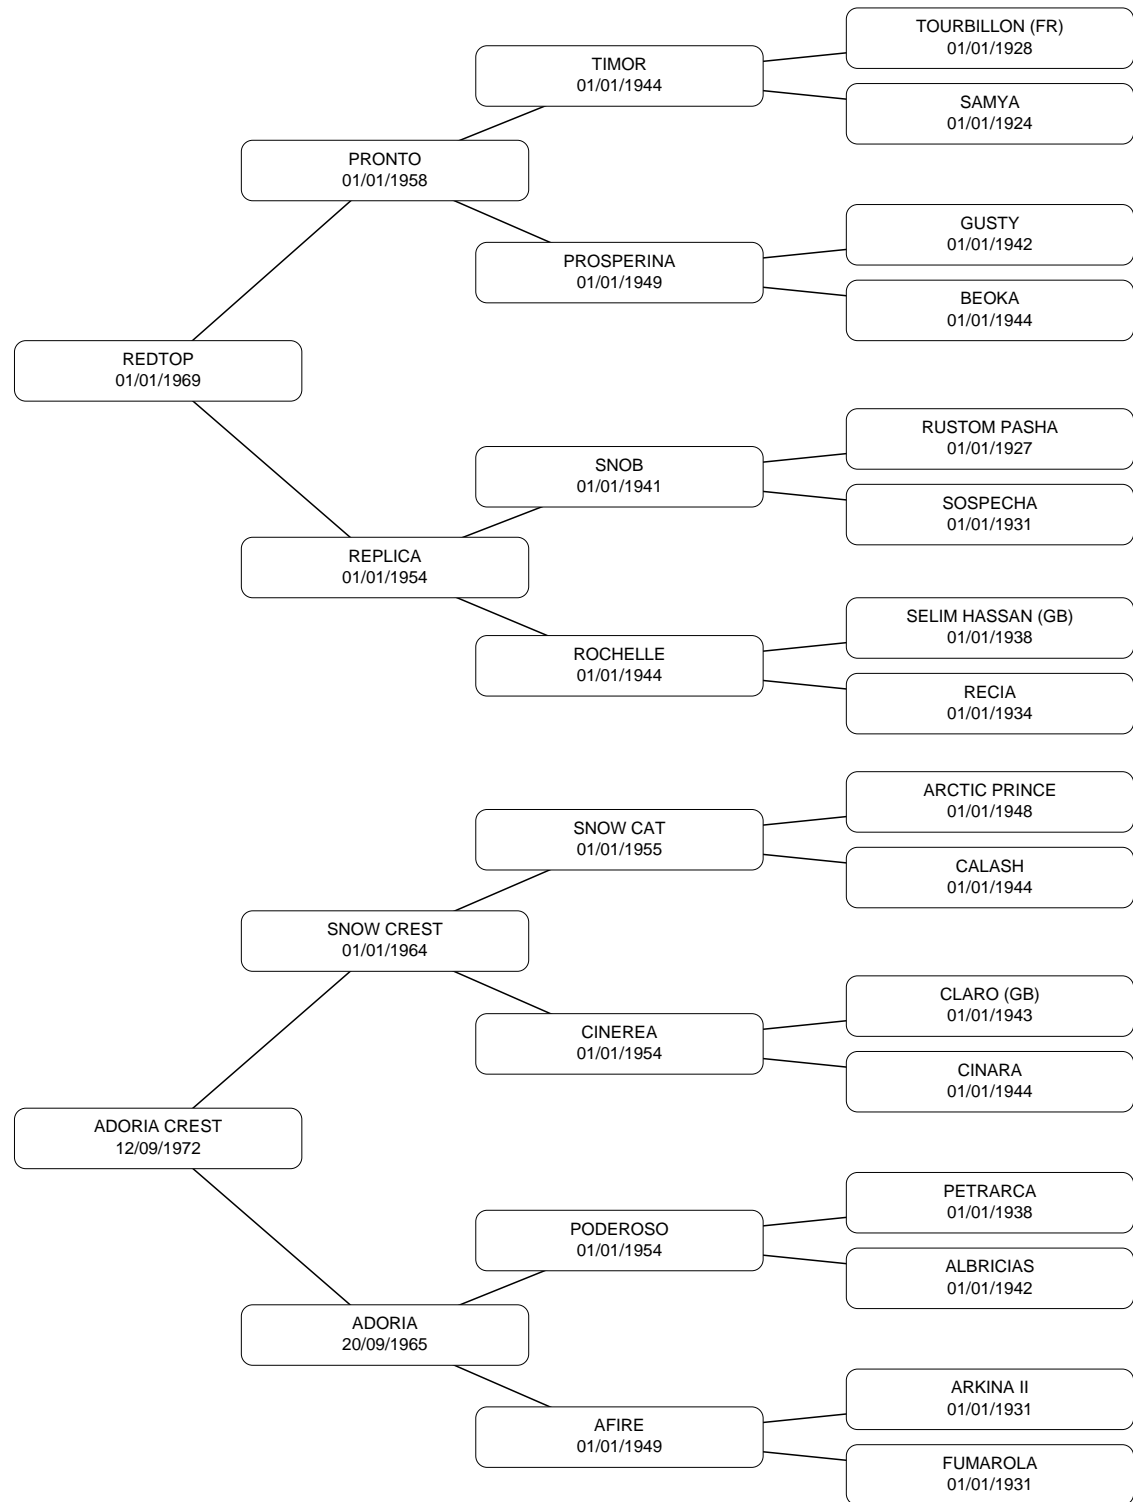 TOURBILLON (FR)
01/01/1928
TIMOR
01/01/1944
SAMYA
01/01/1924
PRONTO
01/01/1958
GUSTY
01/01/1942
PROSPERINA
01/01/1949
BEOKA
01/01/1944
REDTOP
01/01/1969
RUSTOM PASHA
01/01/1927
SNOB
01/01/1941
SOSPECHA
01/01/1931
REPLICA
01/01/1954
SELIM HASSAN (GB)
01/01/1938
ROCHELLE
01/01/1944
RECIA
01/01/1934
ARCTIC PRINCE
01/01/1948
SNOW CAT
01/01/1955
CALASH
01/01/1944
SNOW CREST
01/01/1964
CLARO (GB)
01/01/1943
CINEREA
01/01/1954
CINARA
01/01/1944
ADORIA CREST
12/09/1972
PETRARCA
01/01/1938
PODEROSO
01/01/1954
ALBRICIAS
01/01/1942
ADORIA
20/09/1965
ARKINA II
01/01/1931
AFIRE
01/01/1949
FUMAROLA
01/01/1931